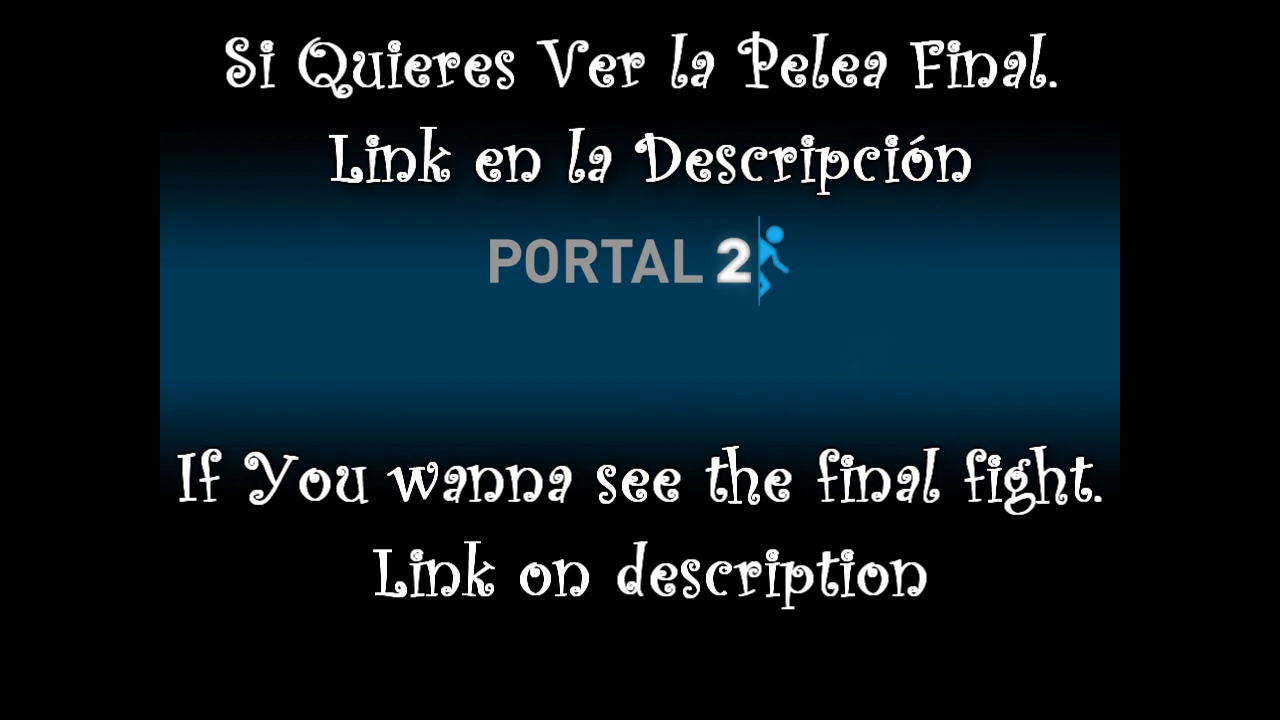 Si Quieres Ver la Pelea Final.
Link en la Descripción
PORTAL 2
If You wanna see the final fight.
Link on description